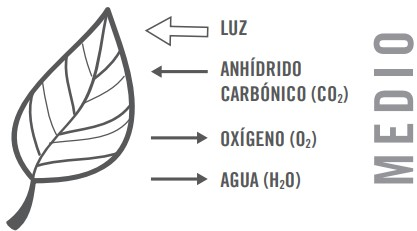 LUZ
ANHÍDRIDO
CARBÓNICO (CO₂)
OXÍGENO (O₂)
AGUA (H₂O)
MEDIO